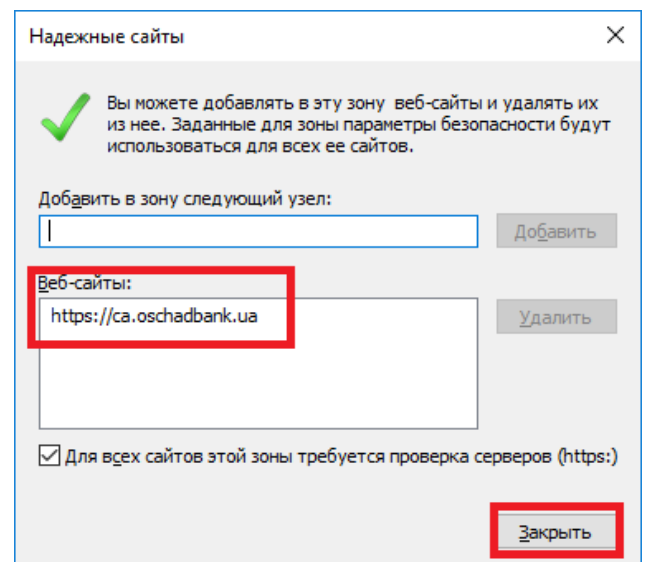 Надежные сайты
Вы можете добавлять в эту зону веб-сайты и удалять их
из нее. Заданные для зоны параметры безопасности будут
использоваться для всех ее сайтов.
Добавить в зону следующий узел:
Добавить
Веб-сайты:
https://ca.oschadbank.ua
Удалить
Для всех сайтов этой зоны требуется проверка серверов (https:)
Закрыть